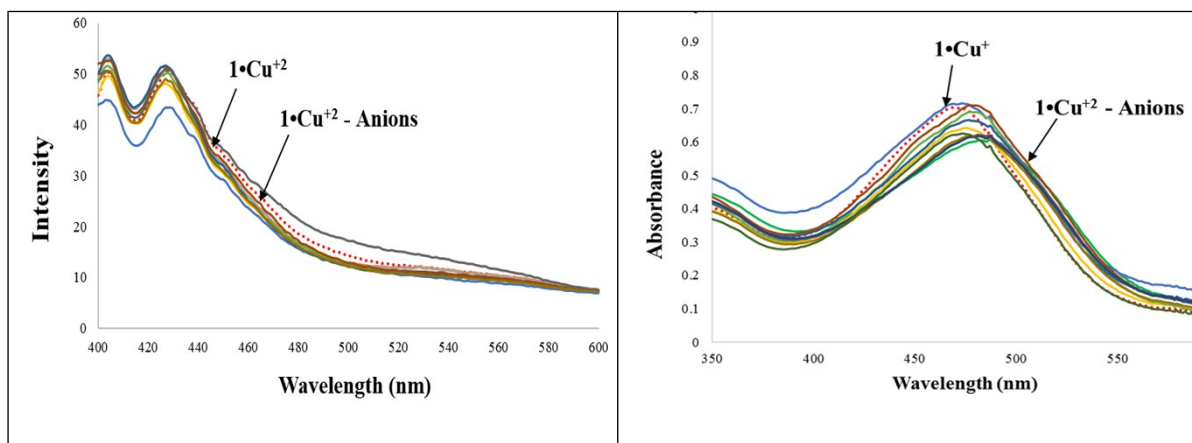 60
50
40
30
20
10
0
400 420 440 460 480 500 520 540 560 580 600
Intensity
Wavelength (nm)
1•Cu+2
1•Cu+2 - Anions
0.9
0.8
0.7
0.6
0.5
0.4
0.3
0.2
0.1
0
350 400 450 500 550
Absorbance
Wavelength (nm)
1•Cu+
1•Cu+2 - Anions